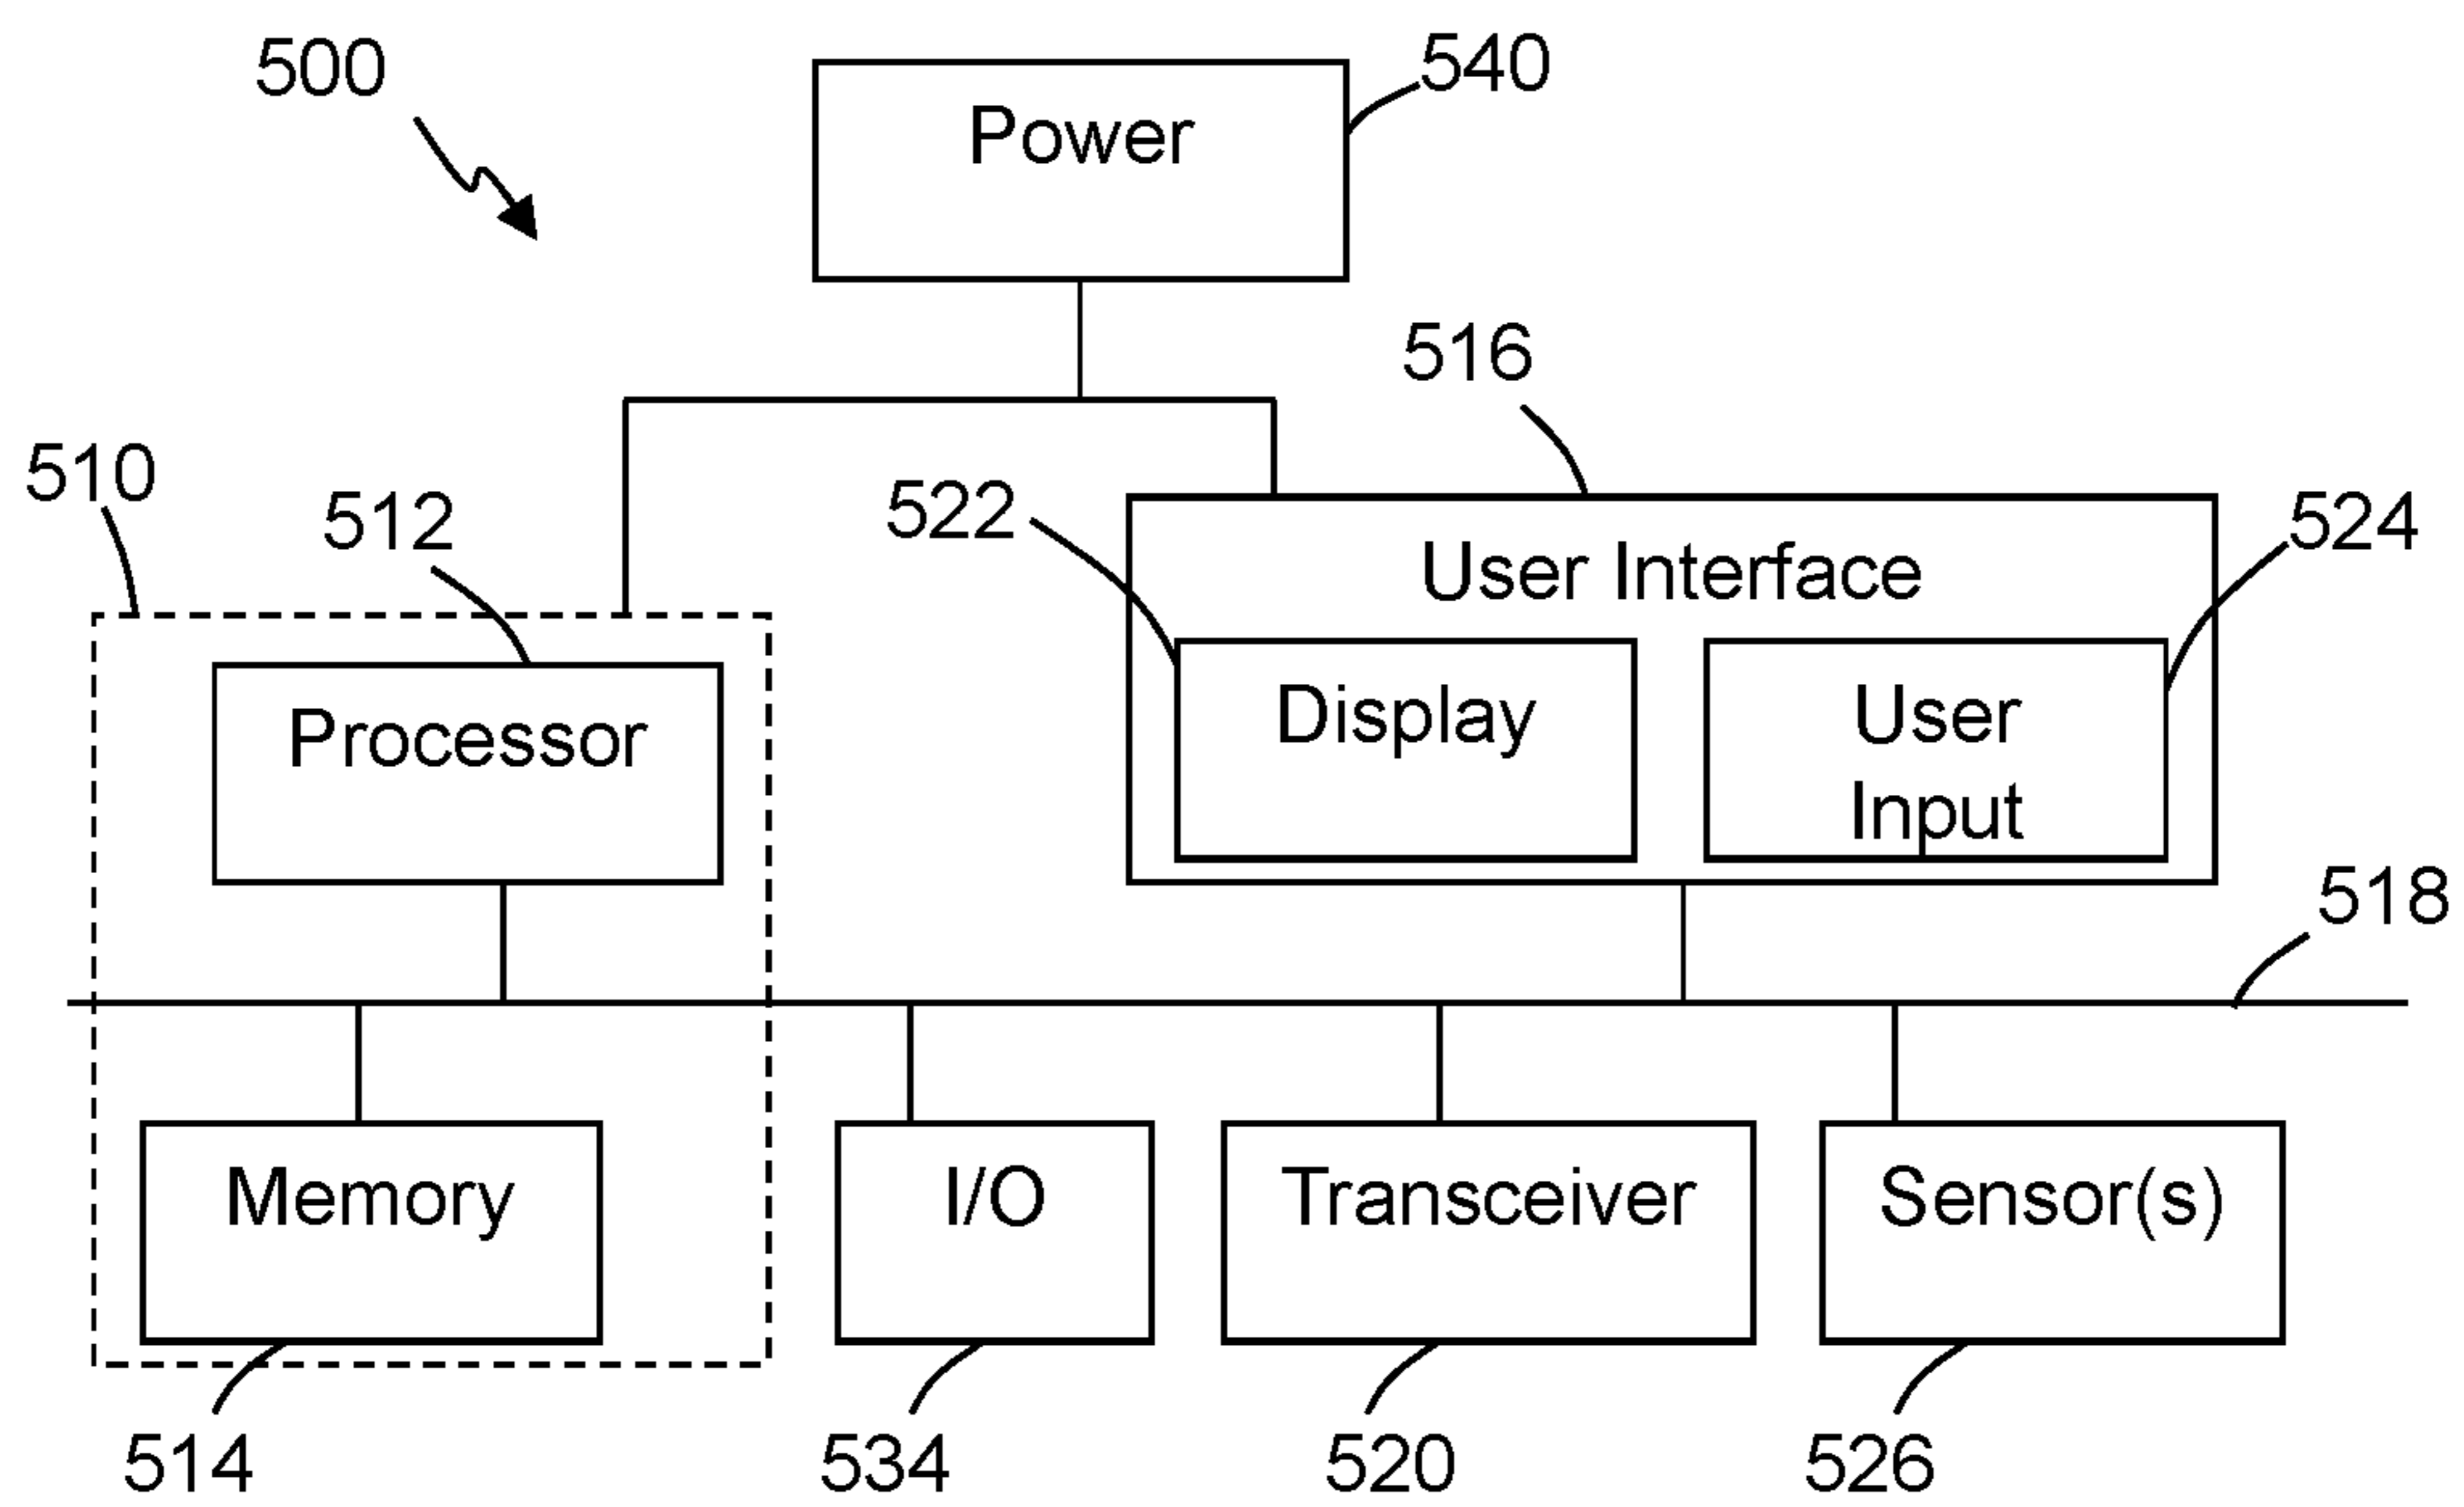 500
540
Power
516
510
512
522
524
User Interface
Processor
Display
User
Input
518
Memory
I/O
Transceiver
Sensor(s)
514
534
520
526